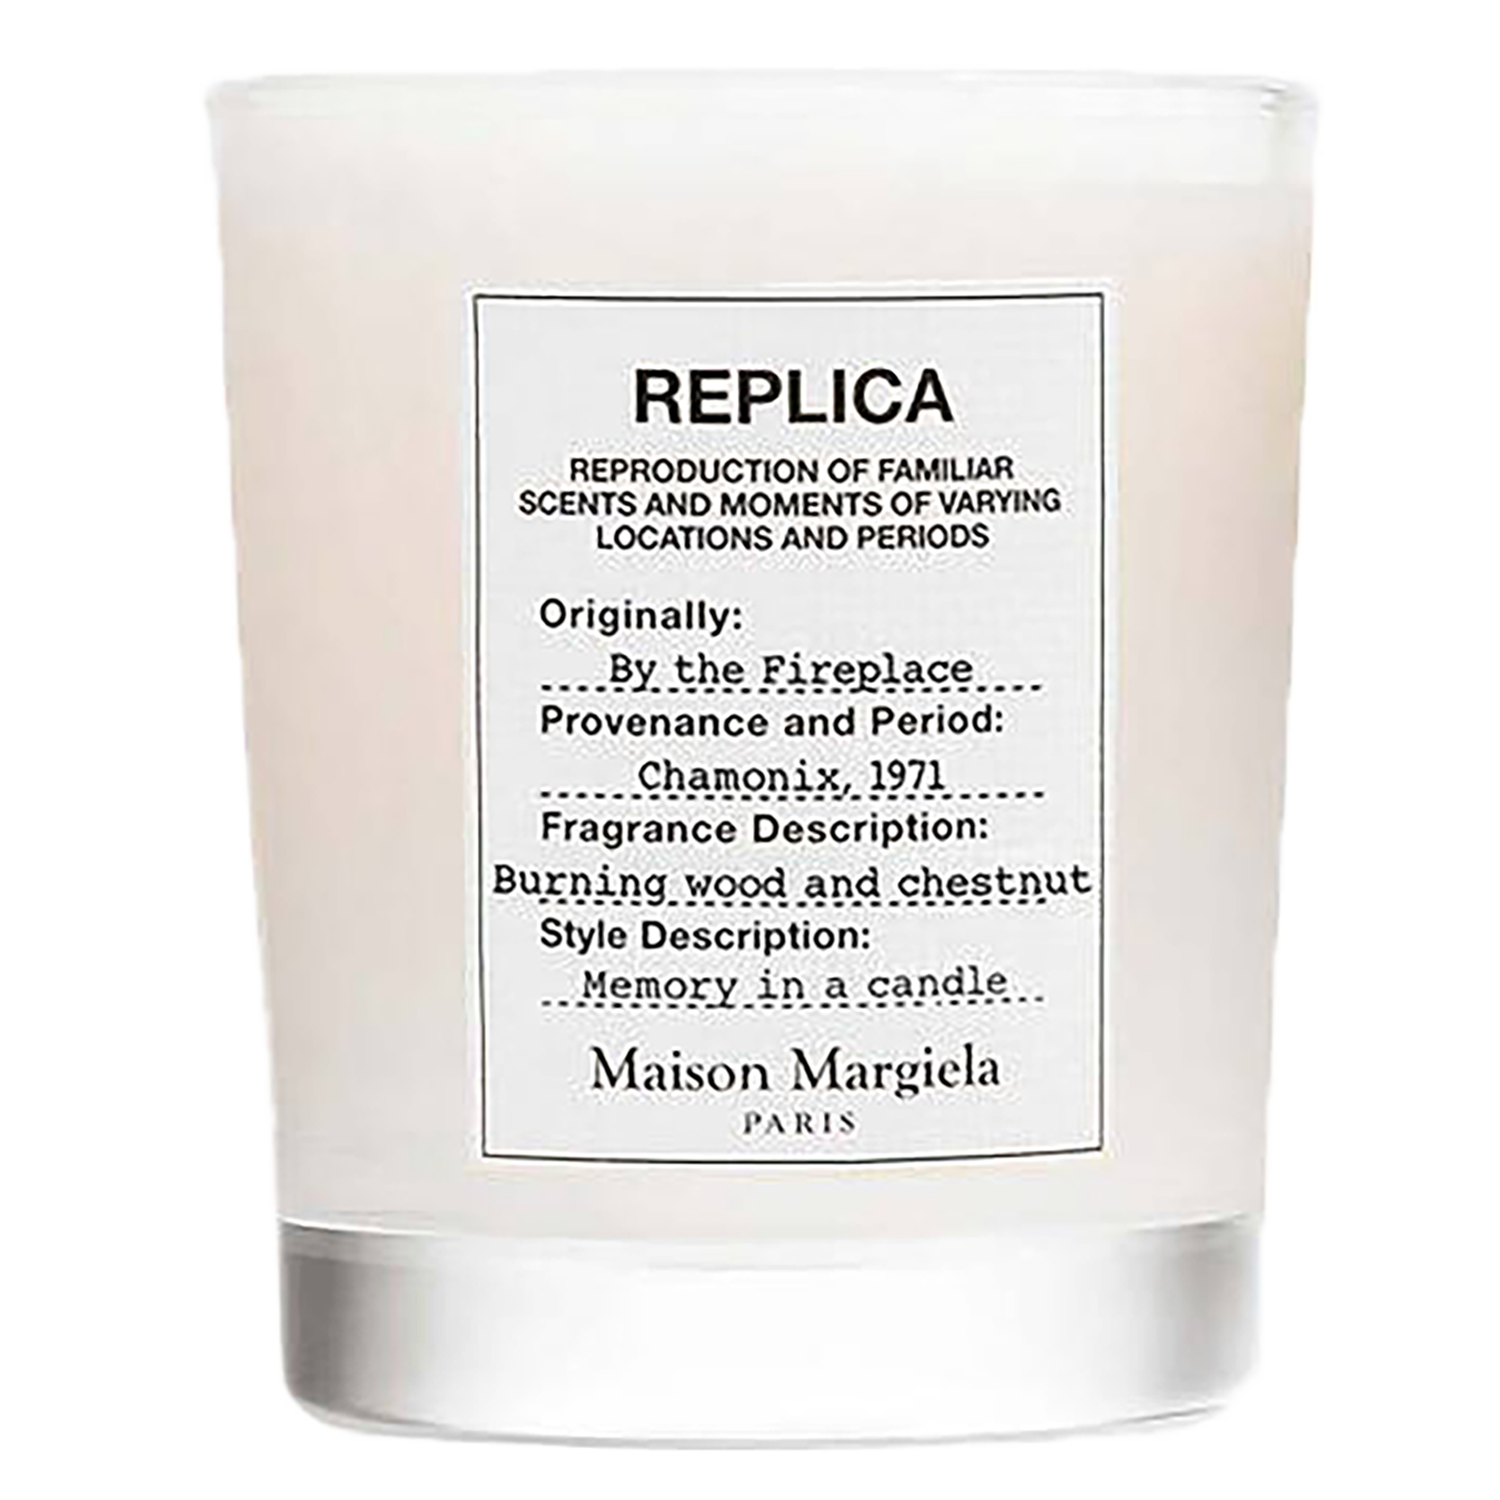 REPLICA
REPRODUCTION OF FAMILIAR
SCENTS AND MOMENTS OF VARYING
LOCATIONS AND PERIODS
Originally:
By the Fireplace
Provenance and Period:
Chamonix, 1971
Fragrance Description:
Burning wood and chestnut
Style Description:
Memory in a candle
Maison Margiela
PARIS